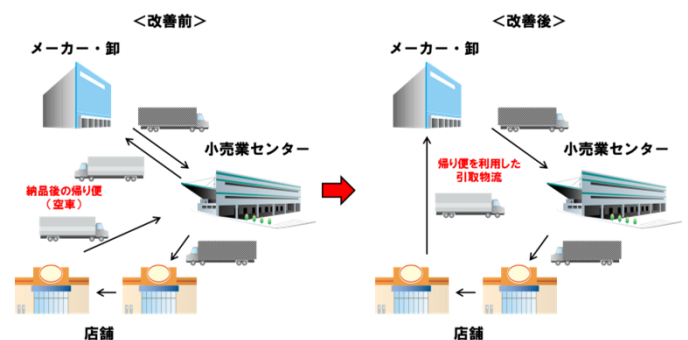 ＜改善前＞
メーカー・卸
小売業センター
納品後の帰り便
（空車）
店舗
＜改善後＞
メーカー・卸
小売業センター
帰り便を利用した
引取物流
店舗